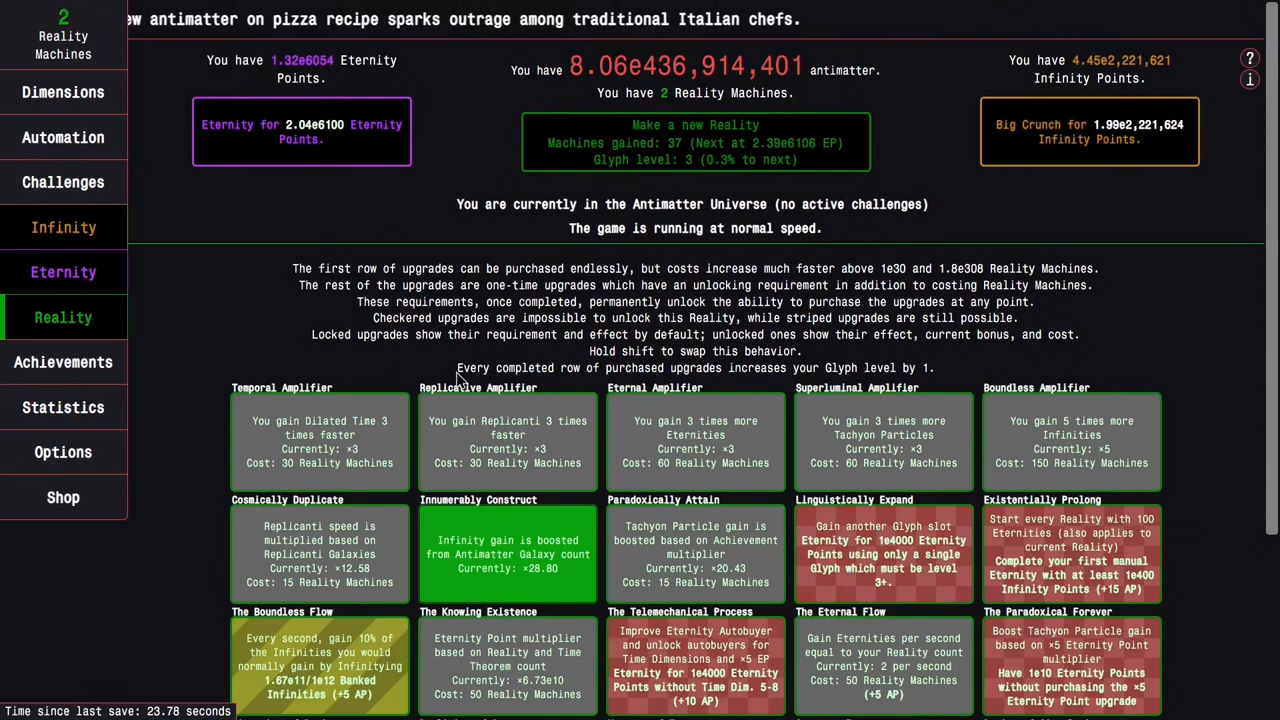 2
Reality
Machines
Dimensions
Automation
Challenges
Infinity
Eternity
Reality
Achievements
Statistics
Options
Shop
ew antimatter on pizza recipe sparks outrage among traditional Italian chefs.
You have 1.32e6054 Eternity
Points.
Eternity for 2.04e6100 Eternity
Points.
You have 8.06e436,914,401 antimatter.
You have 2 Reality Machines.
Make a new Reality
Machines gained: 37 (Next at 2.39e6106 EP)
Glyph level: 3 (0.3% to next)
You have 4.45e2,221,621
Infinity Points.
Big Crunch for 1.99e2,221,624
Infinity Points.
?
i
You are currently in the Antimatter Universe (no active challenges)
The game is running at normal speed.
The first row of upgrades can be purchased endlessly, but costs increase much faster above 1e30 and 1.8e308 Reality Machines.
The rest of the upgrades are one-time upgrades which have an unlocking requirement in addition to costing Reality Machines.
These requirements, once completed, permanently unlock the ability to purchase the upgrades at any point.
Checkered upgrades are impossible to unlock this Reality, while striped upgrades are still possible.
Locked upgrades show their requirement and effect by default; unlocked ones show their effect, current bonus, and cost.
Hold shift to swap this behavior.
Every completed row of purchased upgrades increases your Glyph level by 1.
Temporal Amplifier
You gain Dilated Time 3
times faster
Currently: ×3
Cost: 30 Reality Machines
Replicative Amplifier
You gain Replicanti 3 times
faster
Currently: ×3
Cost: 30 Reality Machines
Eternal Amplifier
You gain 3 times more
Eternities
Currently: ×3
Cost: 60 Reality Machines
Superluminal Amplifier
You gain 3 times more
Tachyon Particles
Currently: ×3
Cost: 60 Reality Machines
Boundless Amplifier
You gain 5 times more
Infinities
Currently: ×5
Cost: 150 Reality Machines
Cosmically Duplicate
Replicanti speed is
multiplied based on
Replicanti Galaxies
Currently: ×12.58
Cost: 15 Reality Machines
Innumerably Construct
Infinity gain is boosted
from Antimatter Galaxy count
Currently: ×28.80
Paradoxically Attain
Tachyon Particle gain is
boosted based on Achievement
multiplier
Currently: ×20.43
Cost: 15 Reality Machines
Linguistically Expand
Gain another Glyph slot
Eternity for 1e4000 Eternity
Points using only a single
Glyph which must be level
3+.
Existentially Prolong
Start every Reality with 100
Eternities (also applies to
current Reality)
Complete your first manual
Eternity with at least 1e400
Infinity Points (+15 AP)
The Boundless Flow
Every second, gain 10% of
the Infinities you would
normally gain by Infinitying
1.67e11/1e12 Banked
Infinities (+5 AP)
The Knowing Existence
Eternity Point multiplier
based on Reality and Time
Theorem count
Currently: ×6.73e10
Cost: 50 Reality Machines
The Telemechanical Process
Improve Eternity Autobuyer
and unlock autobuyers for
Time Dimensions and ×5 EP
Eternity for 1e4000 Eternity
Points without Time Dim. 5-8
(+10 AP)
The Eternal Flow
Gain Eternities per second
equal to your Reality count
Currently: 2 per second
Cost: 50 Reality Machines
(+5 AP)
The Paradoxical Forever
Boost Tachyon Particle gain
based on ×5 Eternity Point
multiplier
Have 1e10 Eternity Points
without purchasing the ×5
Eternity Point upgrade
Time since last save: 23.78 seconds